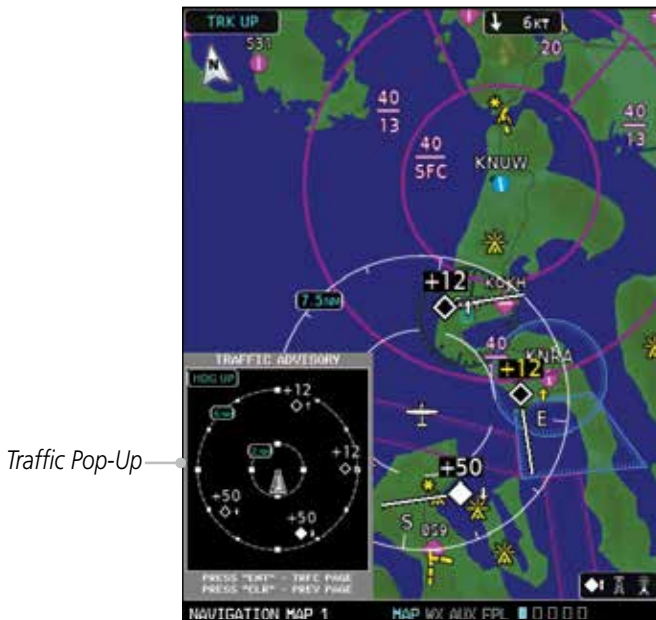 TRK UP
6KT
20
S31
N
40
13
40
13
40
SFC
KNUW
+12
7.5NM
40
KNRA
+12
TRAFFIC ADVISORY
HDG UP
+12
+12
+50
+50
E
+50
S
Traffic Pop-Up
0S9
PRESS "ENT" - TRFC PAGE
PRESS "CLR" - PREV PAGE
NAVIGATION MAP 1
MAP WX AUX FPL